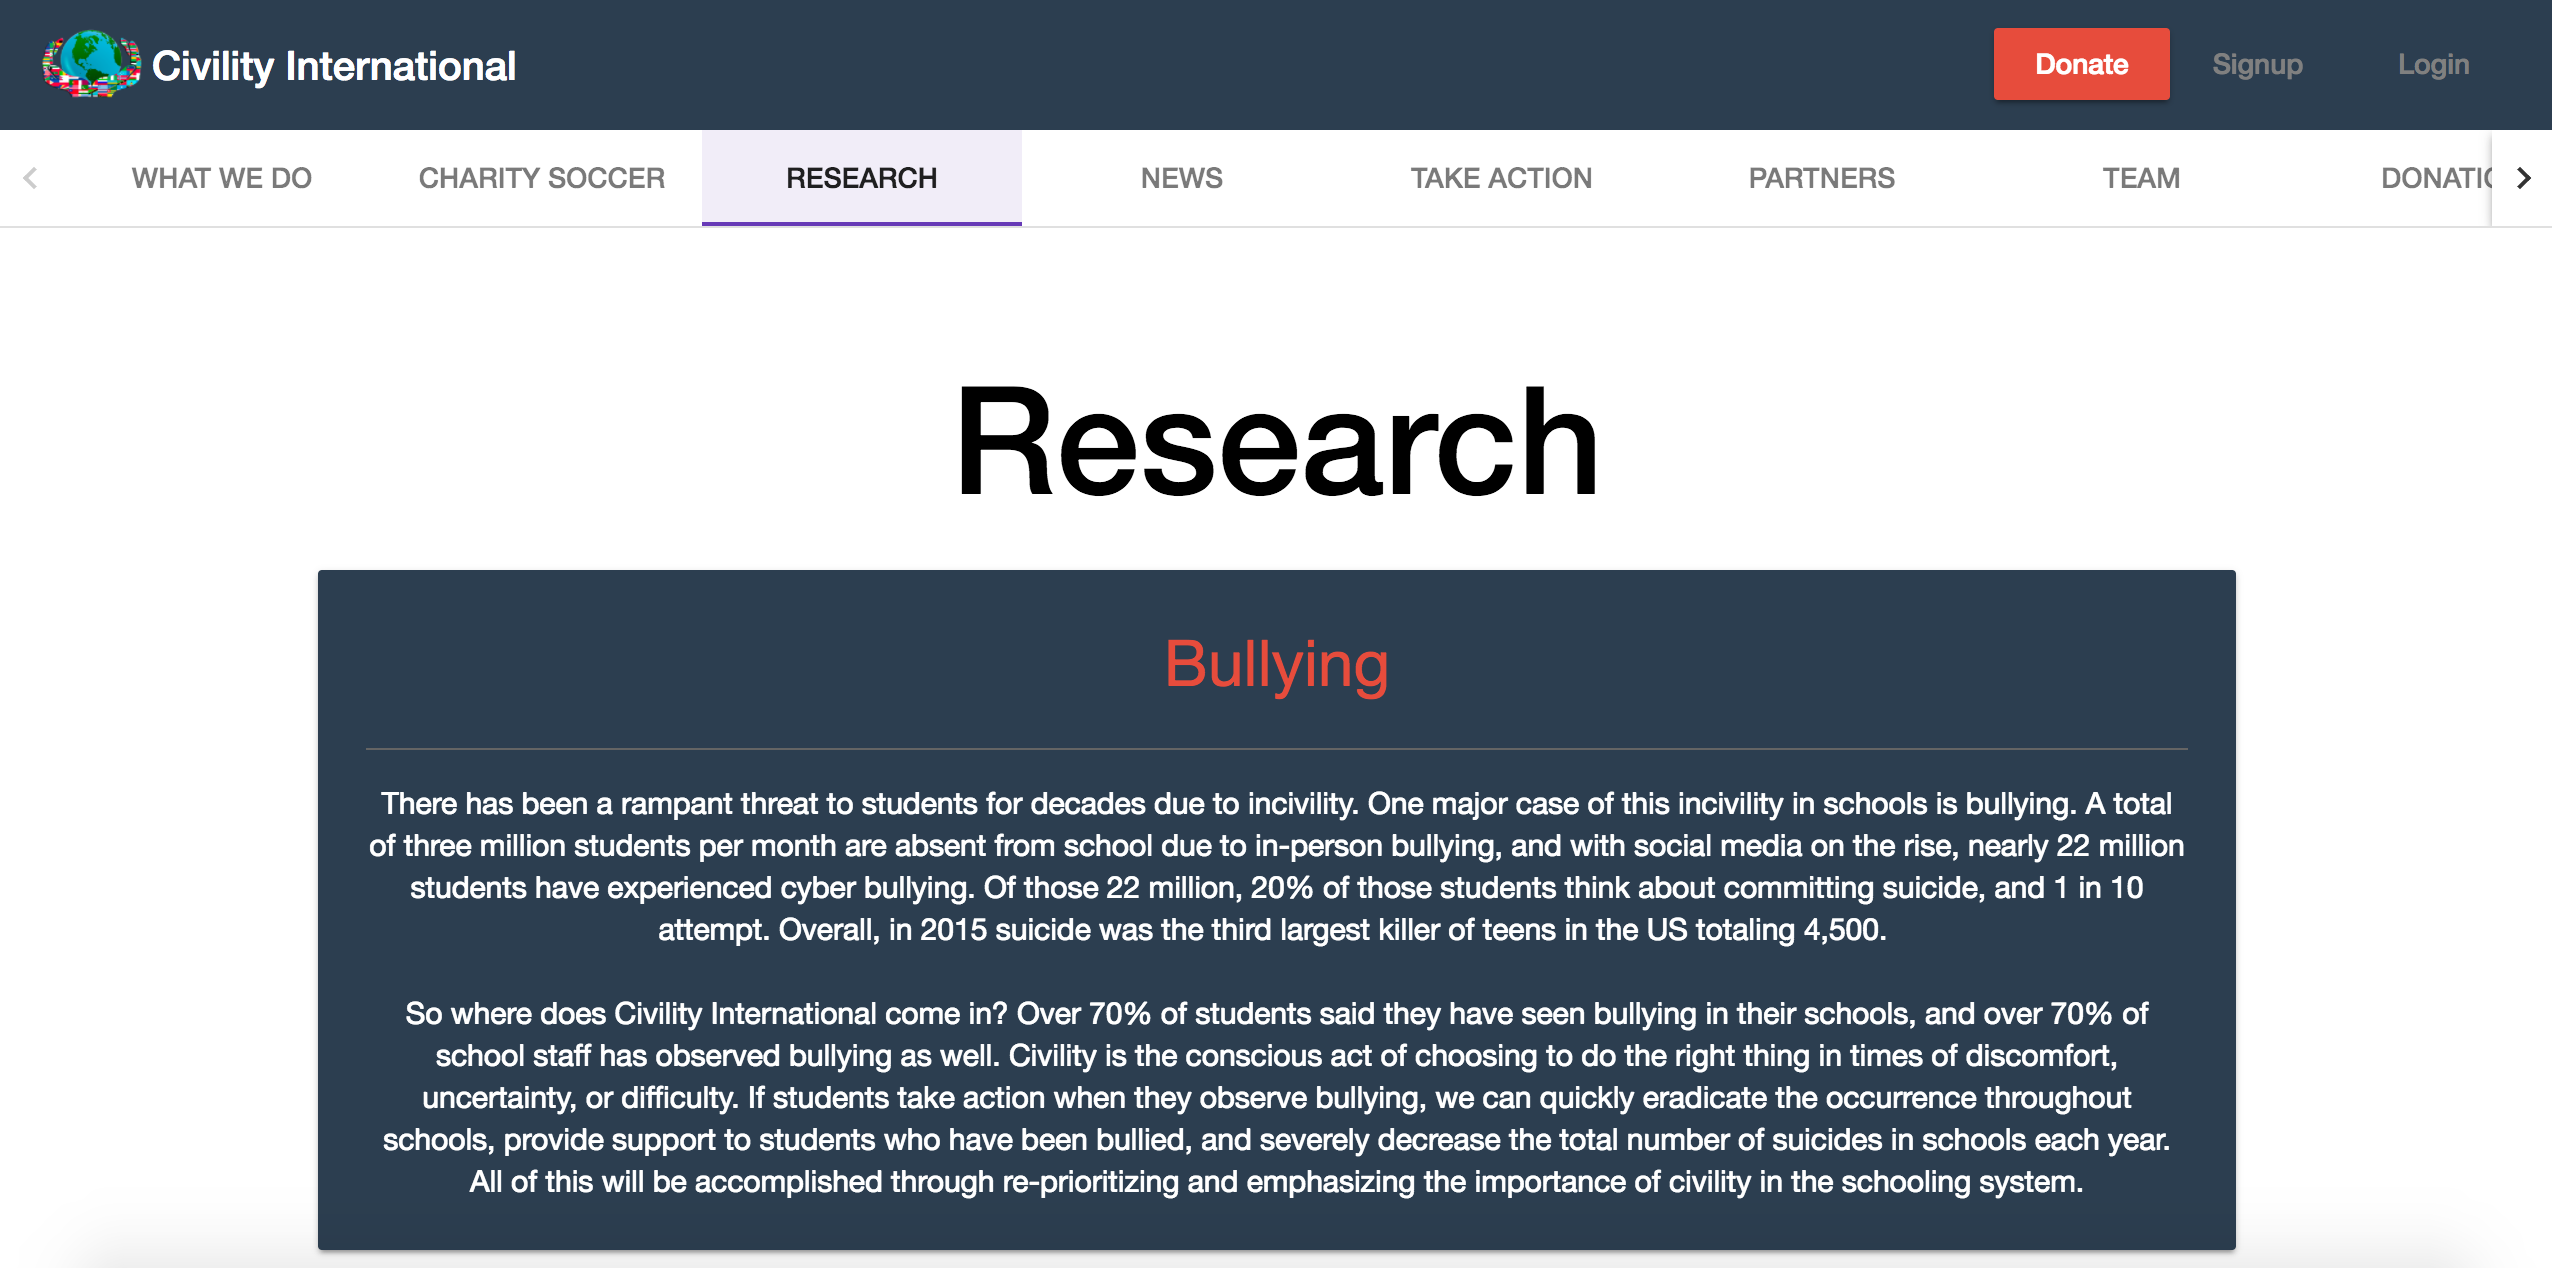 Civility International
Donate
Signup
Login
WHAT WE DO
CHARITY SOCCER
RESEARCH
NEWS
TAKE ACTION
PARTNERS
TEAM
DONATIO
Research
Bullying
There has been a rampant threat to students for decades due to incivility. One major case of this incivility in schools is bullying. A total
of three million students per month are absent from school due to in-person bullying, and with social media on the rise, nearly 22 million
students have experienced cyber bullying. Of those 22 million, 20% of those students think about committing suicide, and 1 in 10
attempt. Overall, in 2015 suicide was the third largest killer of teens in the US totaling 4,500.
So where does Civility International come in? Over 70% of students said they have seen bullying in their schools, and over 70% of
school staff has observed bullying as well. Civility is the conscious act of choosing to do the right thing in times of discomfort,
uncertainty, or difficulty. If students take action when they observe bullying, we can quickly eradicate the occurrence throughout
schools, provide support to students who have been bullied, and severely decrease the total number of suicides in schools each year.
All of this will be accomplished through re-prioritizing and emphasizing the importance of civility in the schooling system.